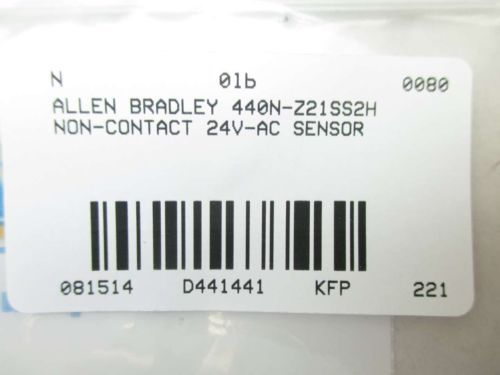 N 01b 0080
ALLEN BRADLEY 440N-Z21SS2H
NON-CONTACT 24V-AC SENSOR
081514 D441441 KFP 221